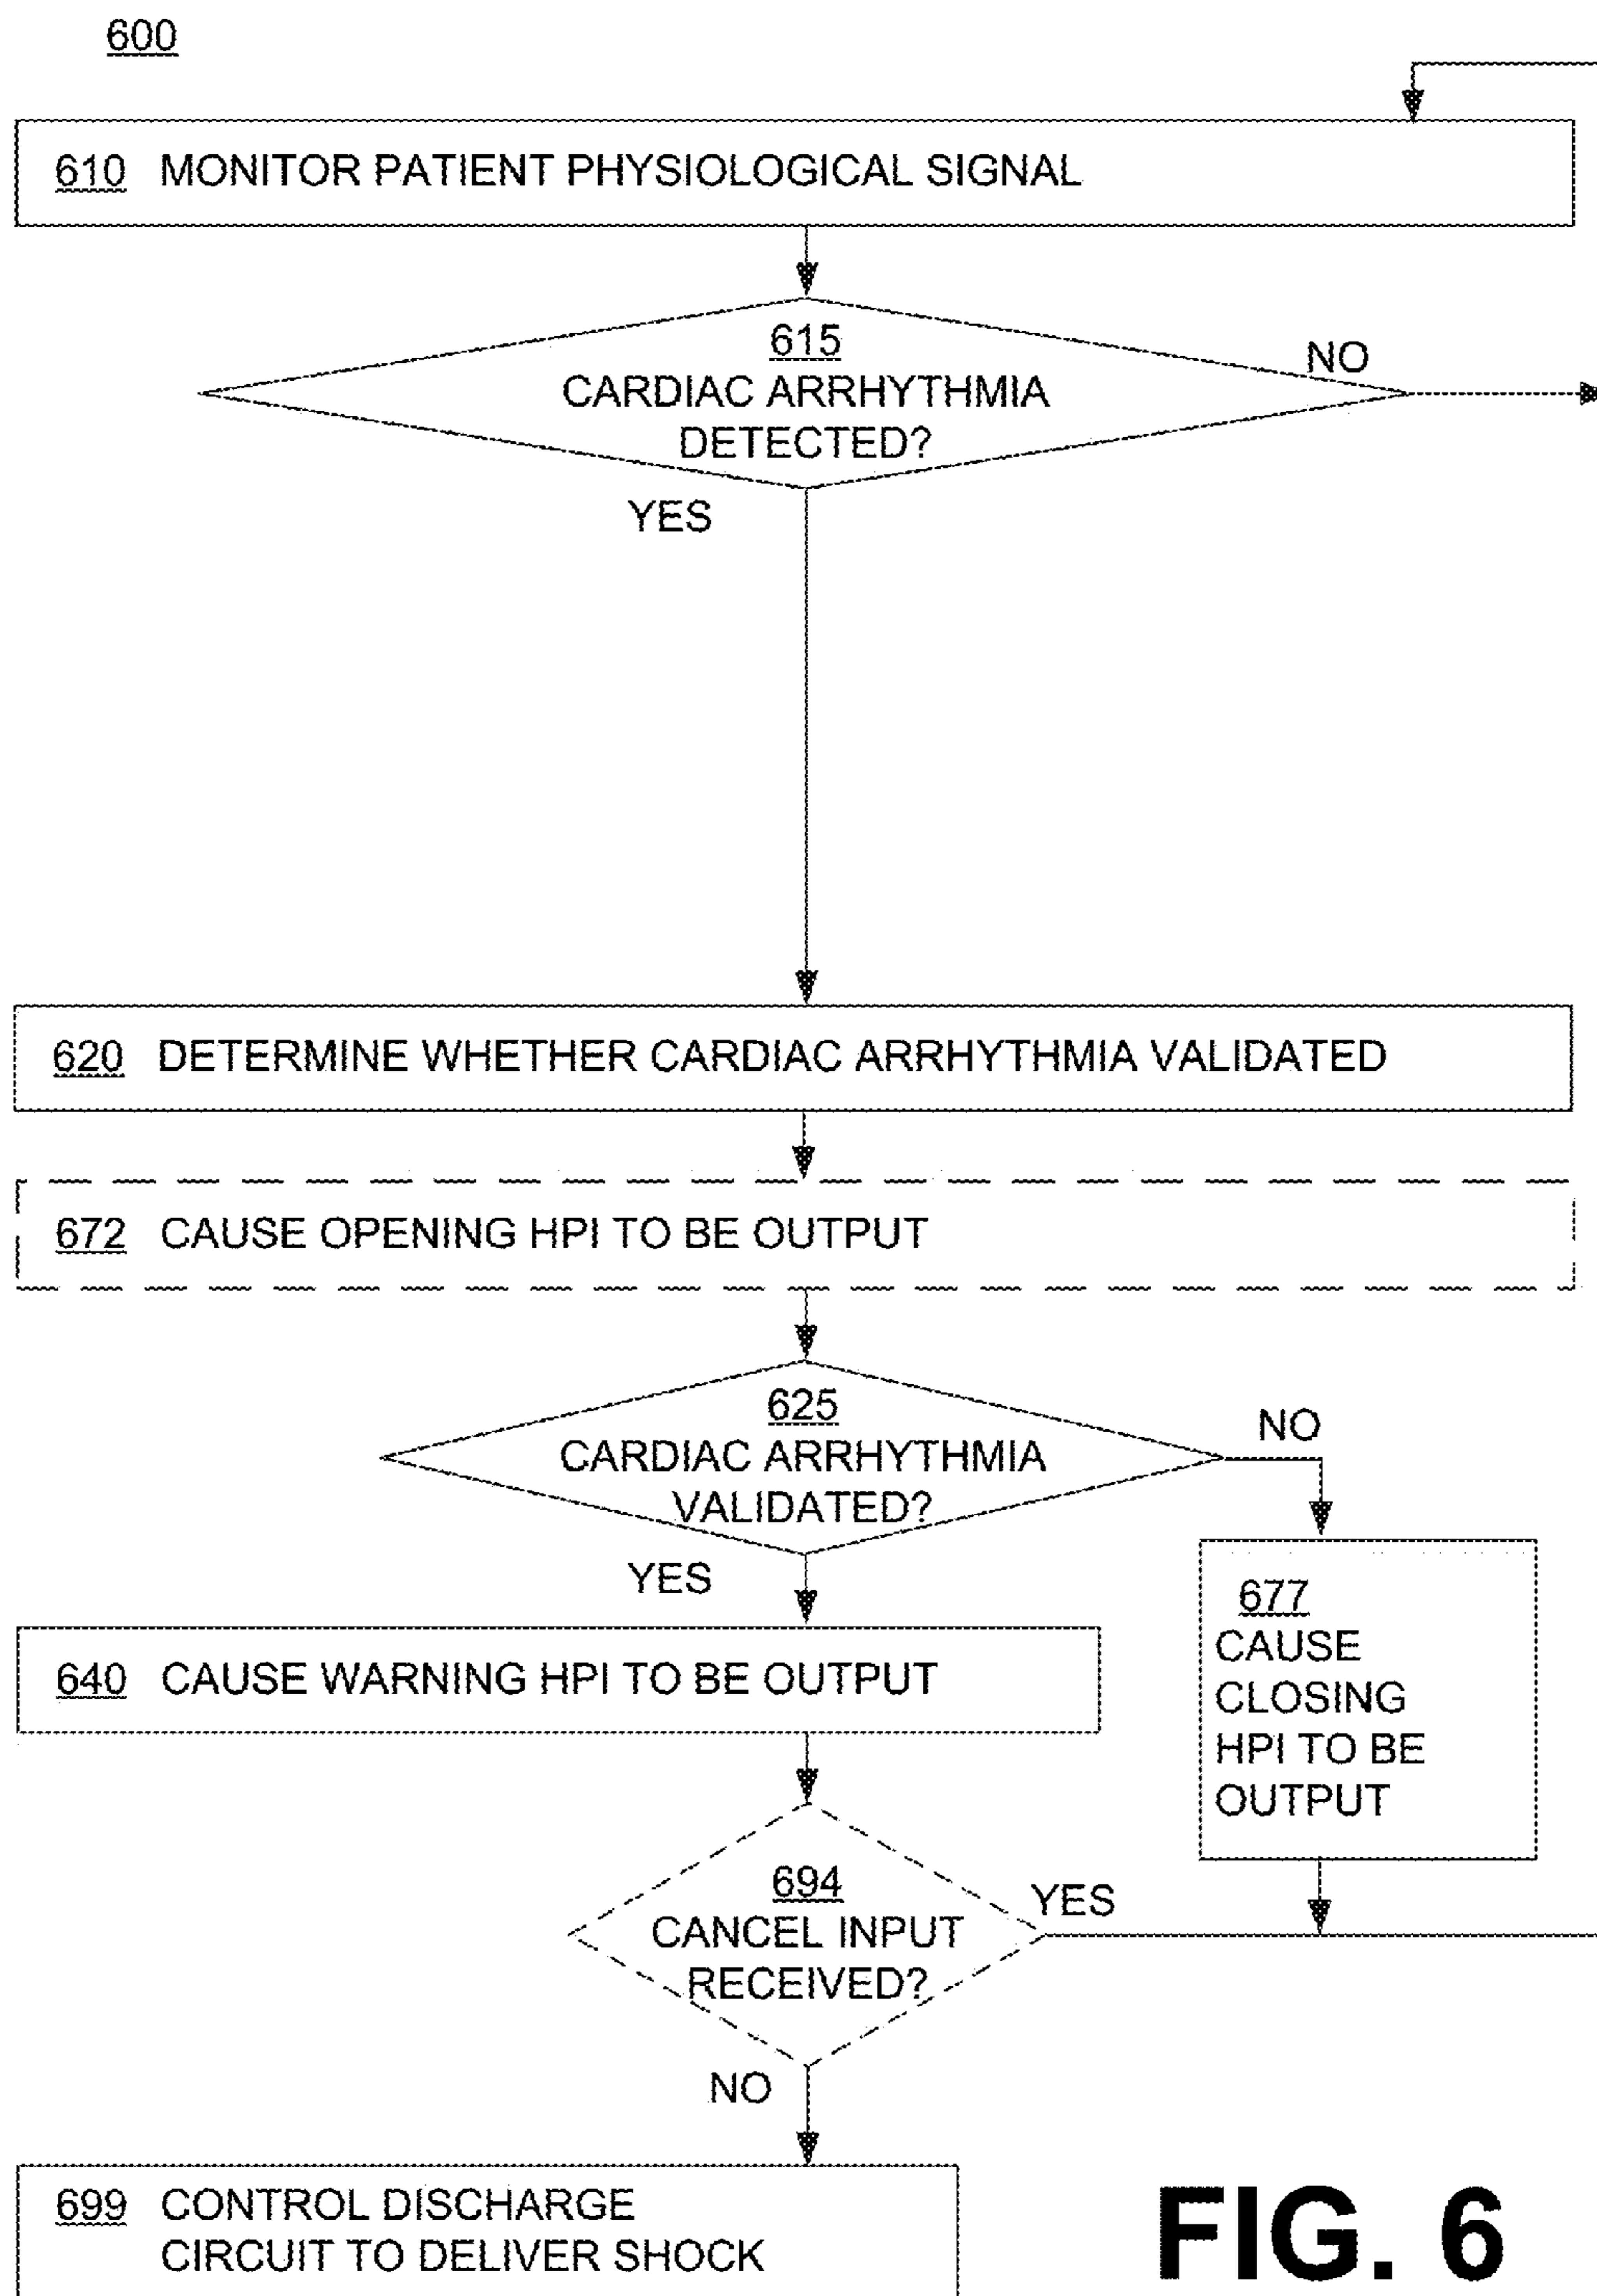 600
610 MONITOR PATIENT PHYSIOLOGICAL SIGNAL
615
CARDIAC ARRHYTHMIA
DETECTED?
NO
YES
620 DETERMINE WHETHER CARDIAC ARRHYTHMIA VALIDATED
672 CAUSE OPENING HPI TO BE OUTPUT
625
CARDIAC ARRHYTHMIA
VALIDATED?
NO
YES
640 CAUSE WARNING HPI TO BE OUTPUT
677
CAUSE
CLOSING
HPI TO BE
OUTPUT
694
CANCEL INPUT
RECEIVED?
YES
NO
699 CONTROL DISCHARGE
CIRCUIT TO DELIVER SHOCK
FIG. 6